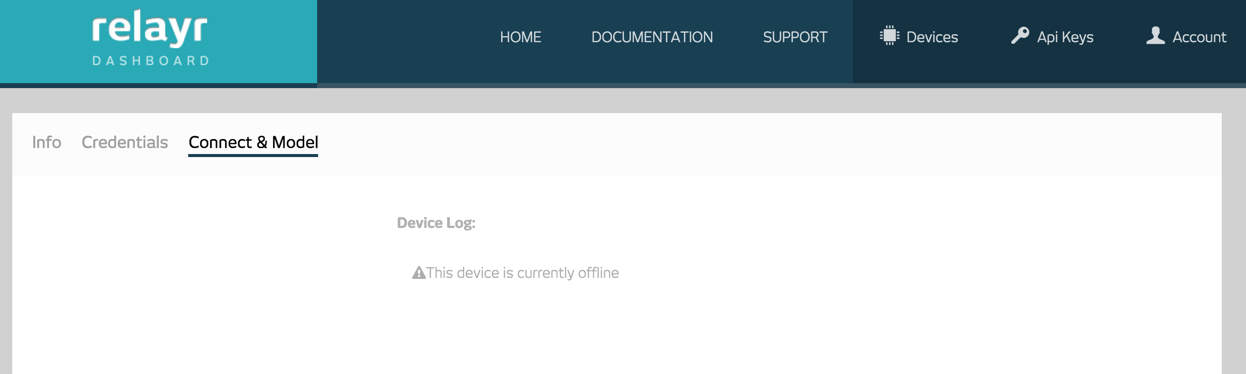 relayr
DASHBOARD
HOME DOCUMENTATION SUPPORT Devices Api Keys Account
Info Credentials Connect & Model
Device Log:
This device is currently offline